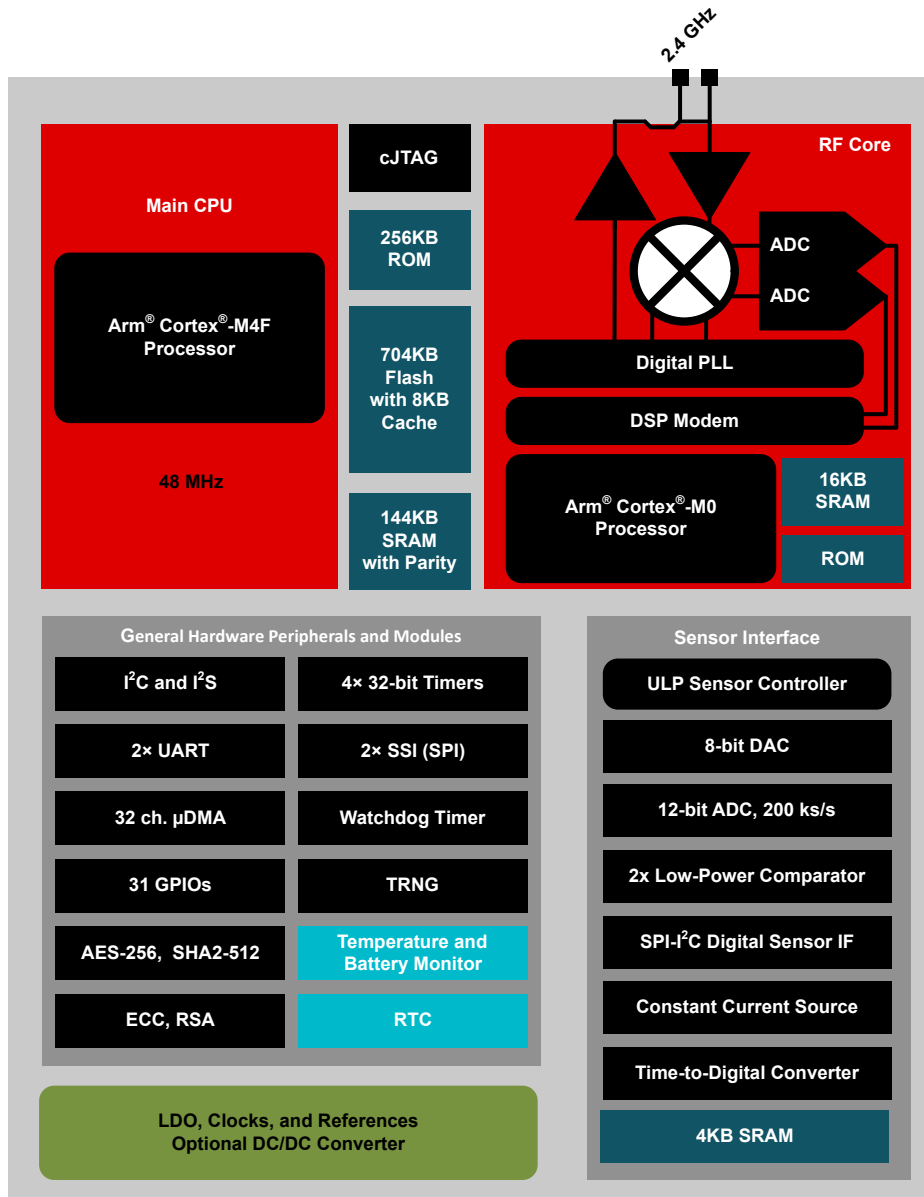 2.4 GHz
Main CPU
Arm® Cortex®-M4F
Processor
48 MHz
cJTAG
256KB
ROM
704KB
Flash
with 8KB
Cache
144KB
SRAM
with Parity
RF Core
ADC
ADC
Digital PLL
DSP Modem
Arm® Cortex®-M0
Processor
16KB
SRAM
ROM
General Hardware Peripherals and Modules
I²C and I²S
4× 32-bit Timers
2× UART
2× SSI (SPI)
32 ch. µDMA
Watchdog Timer
31 GPIOs
TRNG
AES-256, SHA2-512
Temperature and
Battery Monitor
ECC, RSA
RTC
LDO, Clocks, and References
Optional DC/DC Converter
Sensor Interface
ULP Sensor Controller
8-bit DAC
12-bit ADC, 200 ks/s
2x Low-Power Comparator
SPI-I²C Digital Sensor IF
Constant Current Source
Time-to-Digital Converter
4KB SRAM